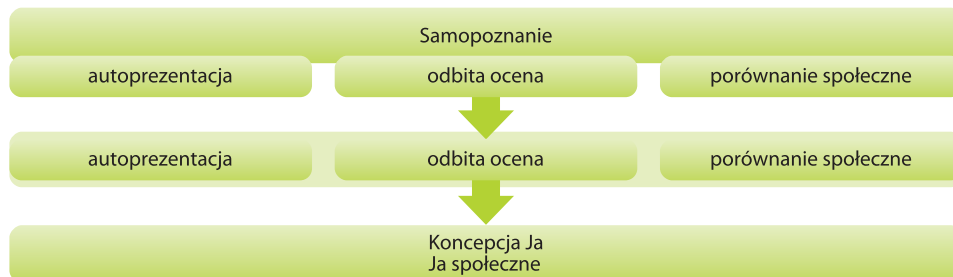 Samopoznanie
autoprezentacja odbita ocena porównanie społeczne
autoprezentacja odbita ocena porównanie społeczne
Koncepcja Ja
Ja społeczne